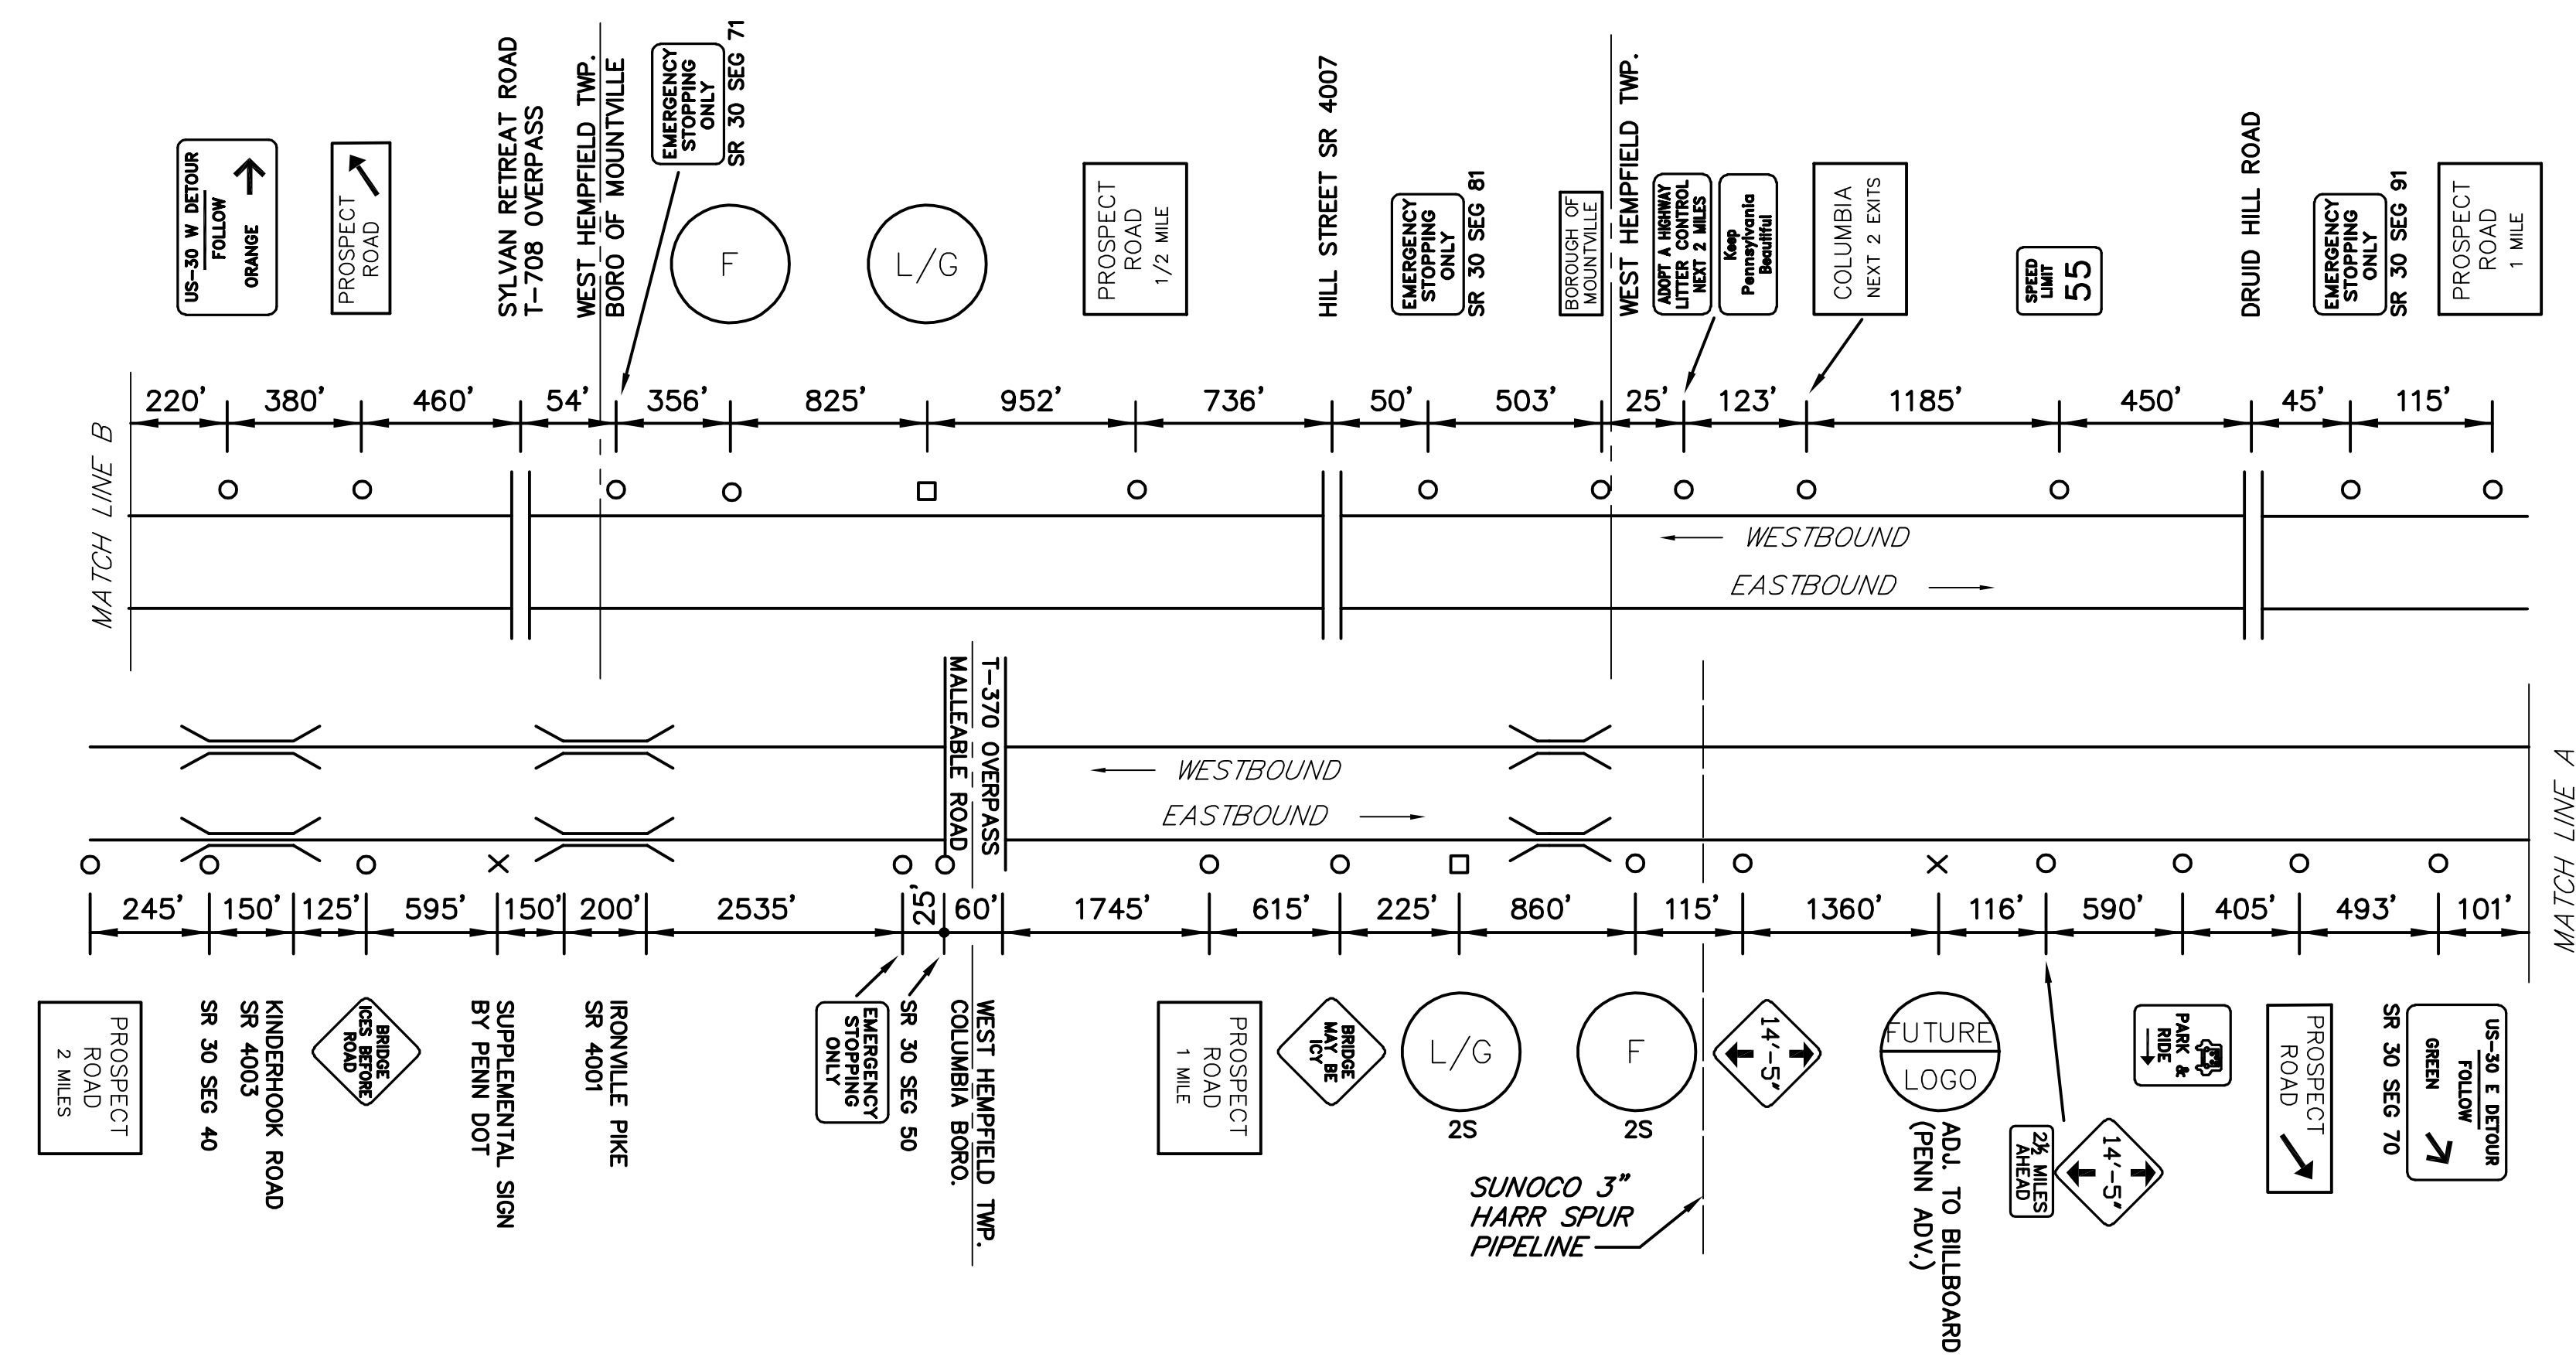 US-30 W DETOUR
FOLLOW
ORANGE
PROSPECT
ROAD
SYLVAN RETREAT ROAD
T-708 OVERPASS
WEST HEMPFIELD TWP.
BORO OF MOUNTVILLE
EMERGENCY
STOPPING
ONLY
SR 30 SEG 71
F
L/G
PROSPECT
ROAD
1/2 MILE
HILL STREET SR 4007
EMERGENCY
STOPPING
ONLY
SR 30 SEG 81
BOROUGH OF
MOUNTVILLE
WEST HEMPFIELD TWP.
ADOPT A HIGHWAY
LITTER CONTROL
NEXT 2 MILES
Keep
Pennsylvania
Beautiful
COLUMBIA
NEXT 2 EXITS
SPEED
LIMIT
55
DRUID HILL ROAD
EMERGENCY
STOPPING
ONLY
SR 30 SEG 91
PROSPECT
ROAD
1 MILE
220' 380' 460' 54' 356' 825' 952' 736' 50' 503' 25' 123' 1185' 450' 45' 115'
MATCH LINE B
WESTBOUND
EASTBOUND
T-370 OVERPASS
MALLEABLE ROAD
WESTBOUND
EASTBOUND
MATCH LINE A
245' 150' 125' 595' 150' 200' 2535' 25' 60' 1745' 615' 225' 860' 115' 1360' 116' 590' 405' 493' 101'
PROSPECT
ROAD
2 MILES
SR 30 SEG 40
KINDERHOOK ROAD
SR 4003
BRIDGE
ICES BEFORE
ROAD
SUPPLEMENTAL SIGN
BY PENN DOT
IRONVILLE PIKE
SR 4001
EMERGENCY
STOPPING
ONLY
SR 30 SEG 50
WEST HEMPFIELD TWP.
COLUMBIA BORO.
PROSPECT
ROAD
1 MILE
BRIDGE
MAY BE
ICY
L/G
2S
F
2S
SUNOCO 3"
HARR SPUR
PIPELINE
14'-5"
FUTURE
LOGO
ADJ. TO BILLBOARD
(PENN ADV.)
14'-5"
2½ MILES
AHEAD
PARK &
RIDE
PROSPECT
ROAD
SR 30 SEG 70
US-30 E DETOUR
FOLLOW
GREEN